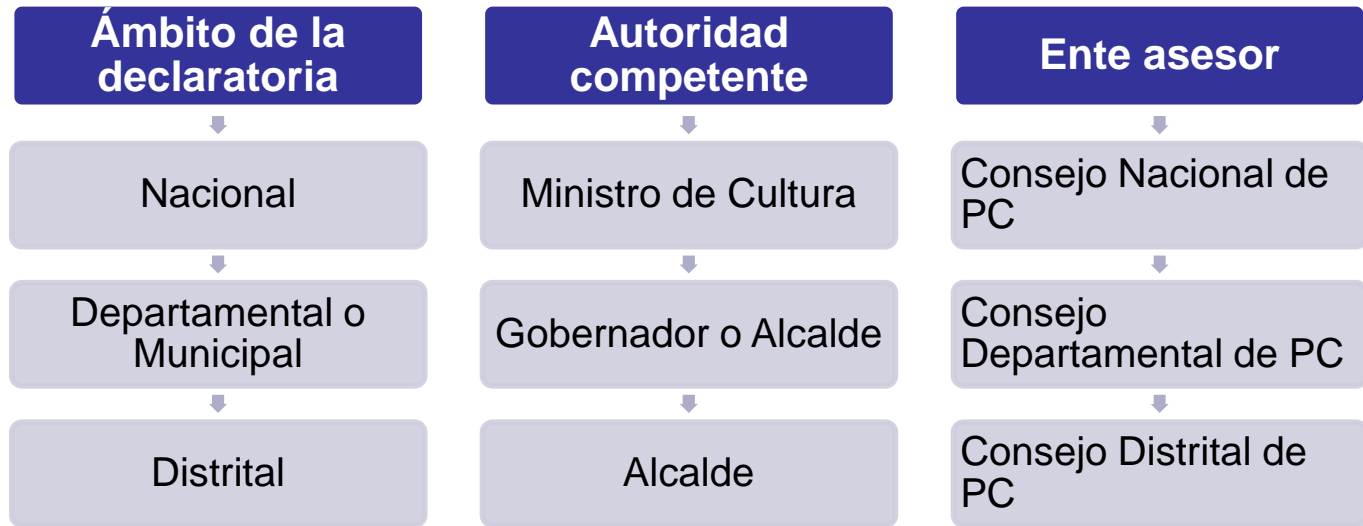 Ámbito de la
declaratoria
Nacional
Departamental o
Municipal
Distrital
Autoridad
competente
Ministro de Cultura
Gobernador o Alcalde
Alcalde
Ente asesor
Consejo Nacional de
PC
Consejo
Departamental de PC
Consejo Distrital de
PC